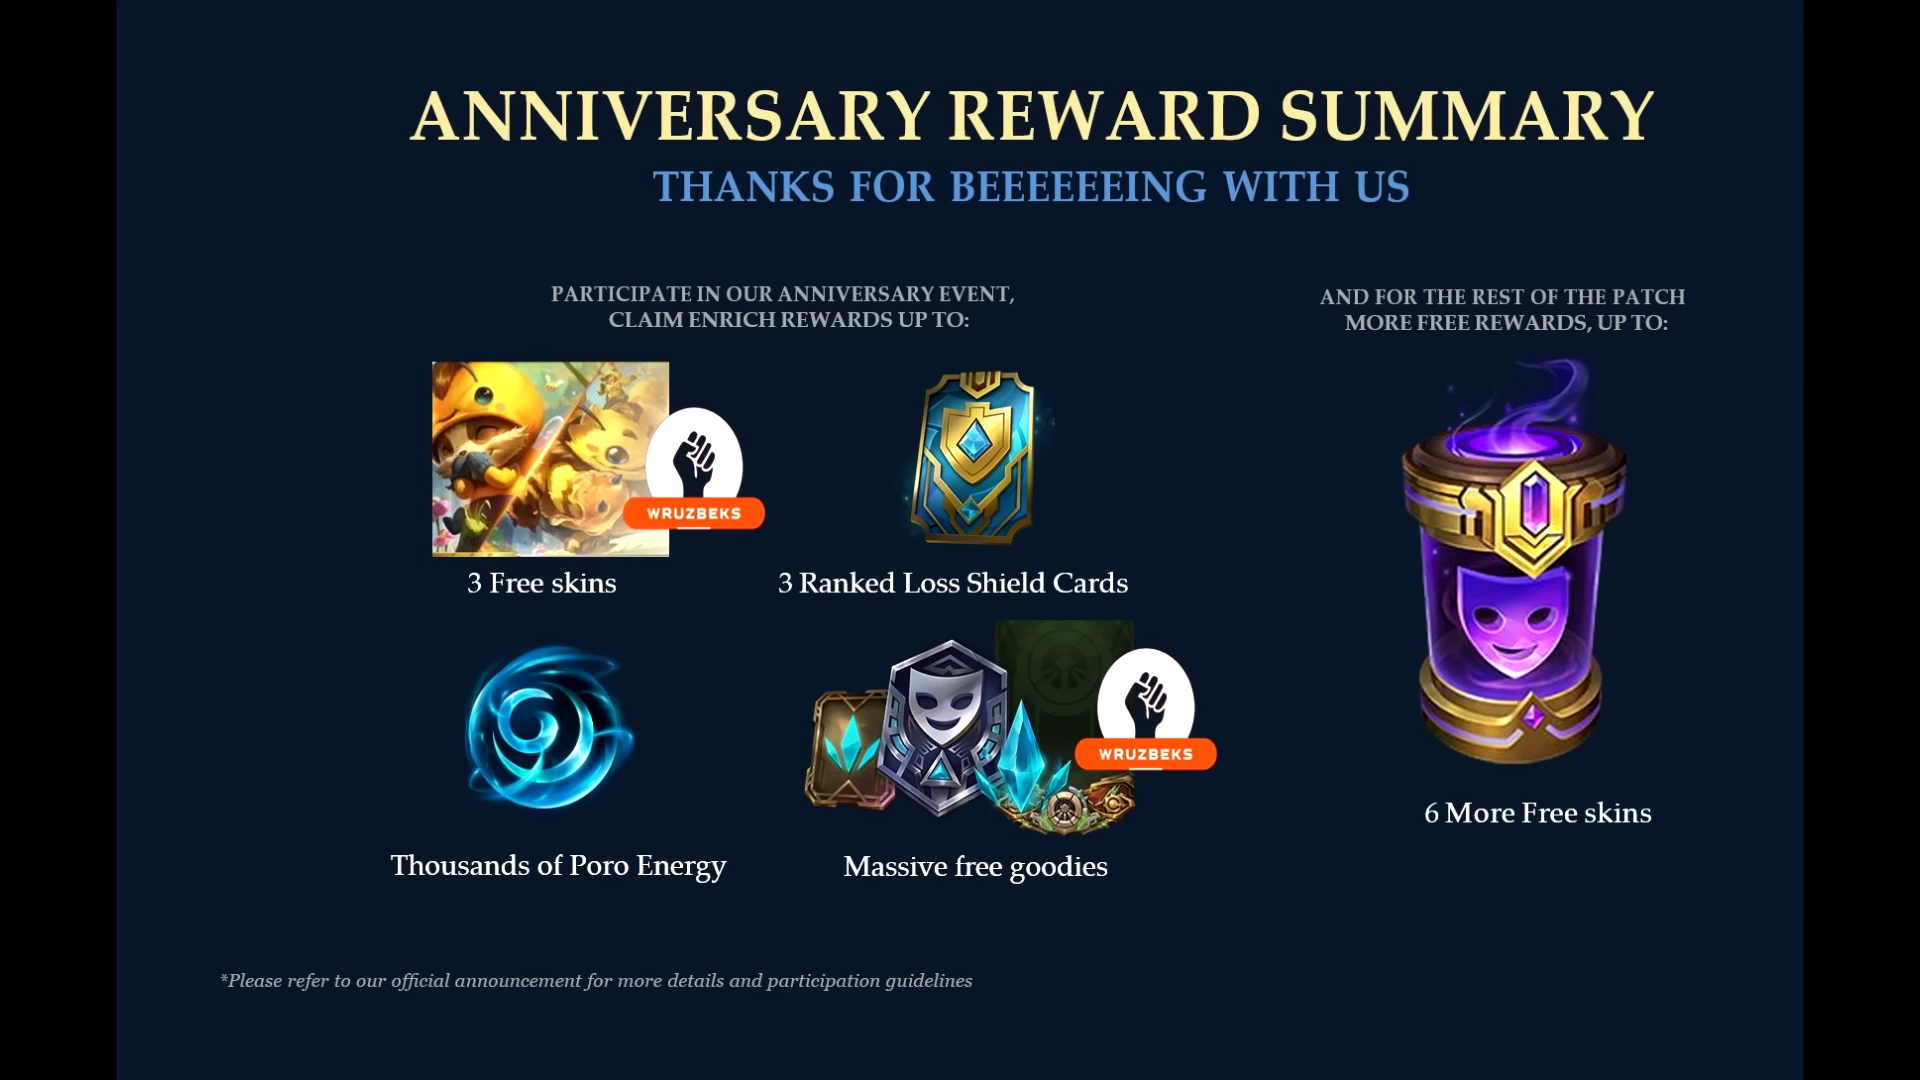 ANNIVERSARY REWARD SUMMARY
THANKS FOR BEEEEEEING WITH US
PARTICIPATE IN OUR ANNIVERSARY EVENT,
CLAIM ENRICH REWARDS UP TO:
WRUZBEKS
3 Free skins
3 Ranked Loss Shield Cards
WRUZBEKS
Thousands of Poro Energy
Massive free goodies
AND FOR THE REST OF THE PATCH
MORE FREE REWARDS, UP TO:
6 More Free skins
*Please refer to our official announcement for more details and participation guidelines